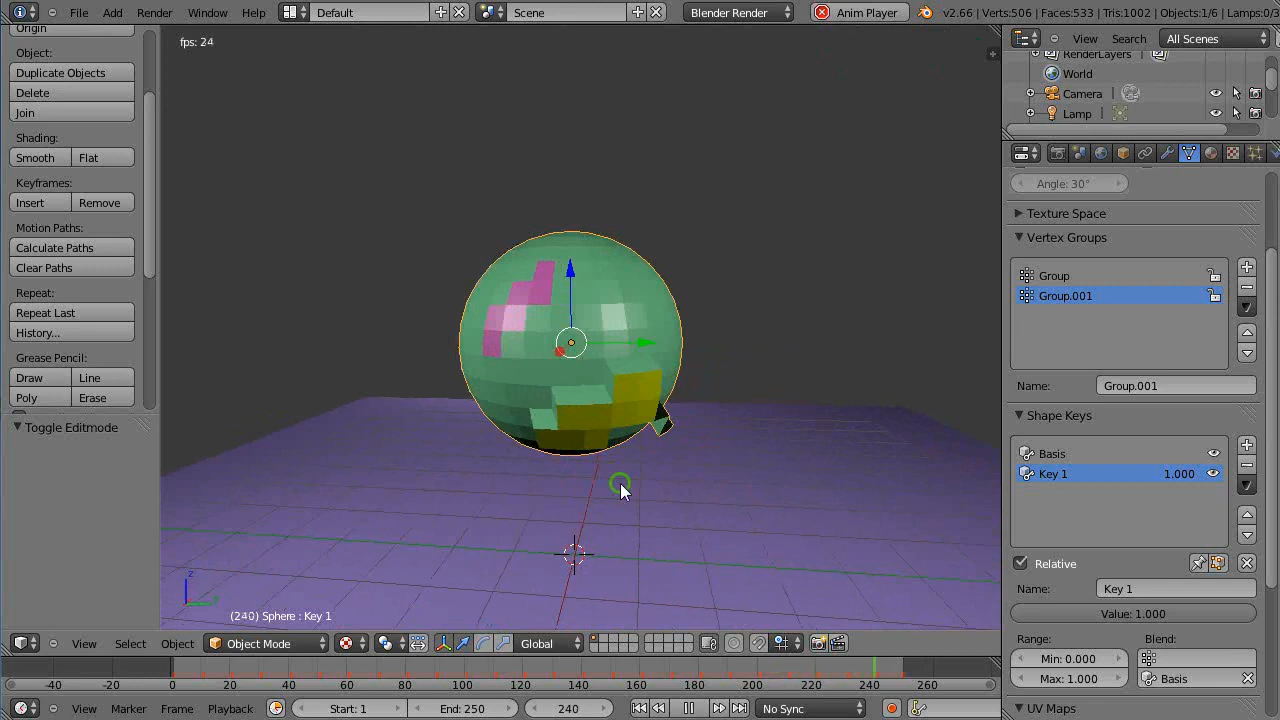 File Add Render Window Help Default Scene Blender Render Anim Player v2.66 | Verts:506 | Faces:533 | Tris:1002 | Objects:1/6 | Lamps:0/3
Origin
Object:
Duplicate Objects
Delete
Join
Shading:
Smooth Flat
Keyframes:
Insert Remove
Motion Paths:
Calculate Paths
Clear Paths
Repeat:
Repeat Last
History...
Grease Pencil:
Draw Line
Poly Erase
Toggle Editmode
fps: 24
z
(240) Sphere : Key 1
View Search All Scenes
RenderLayers
World
Camera
Lamp
Angle: 30°
Texture Space
Vertex Groups
Group
Group.001
Name: Group.001
Shape Keys
Basis
Key 1 1.000
Relative
Name: Key 1
Value: 1.000
Range: Blend:
Min: 0.000
Max: 1.000 Basis
UV Maps
View Select Object Object Mode Global
-40 -20 0 20 40 60 80 100 120 140 160 180 200 220 240 260
View Marker Frame Playback Start: 1 End: 250 240 No Sync